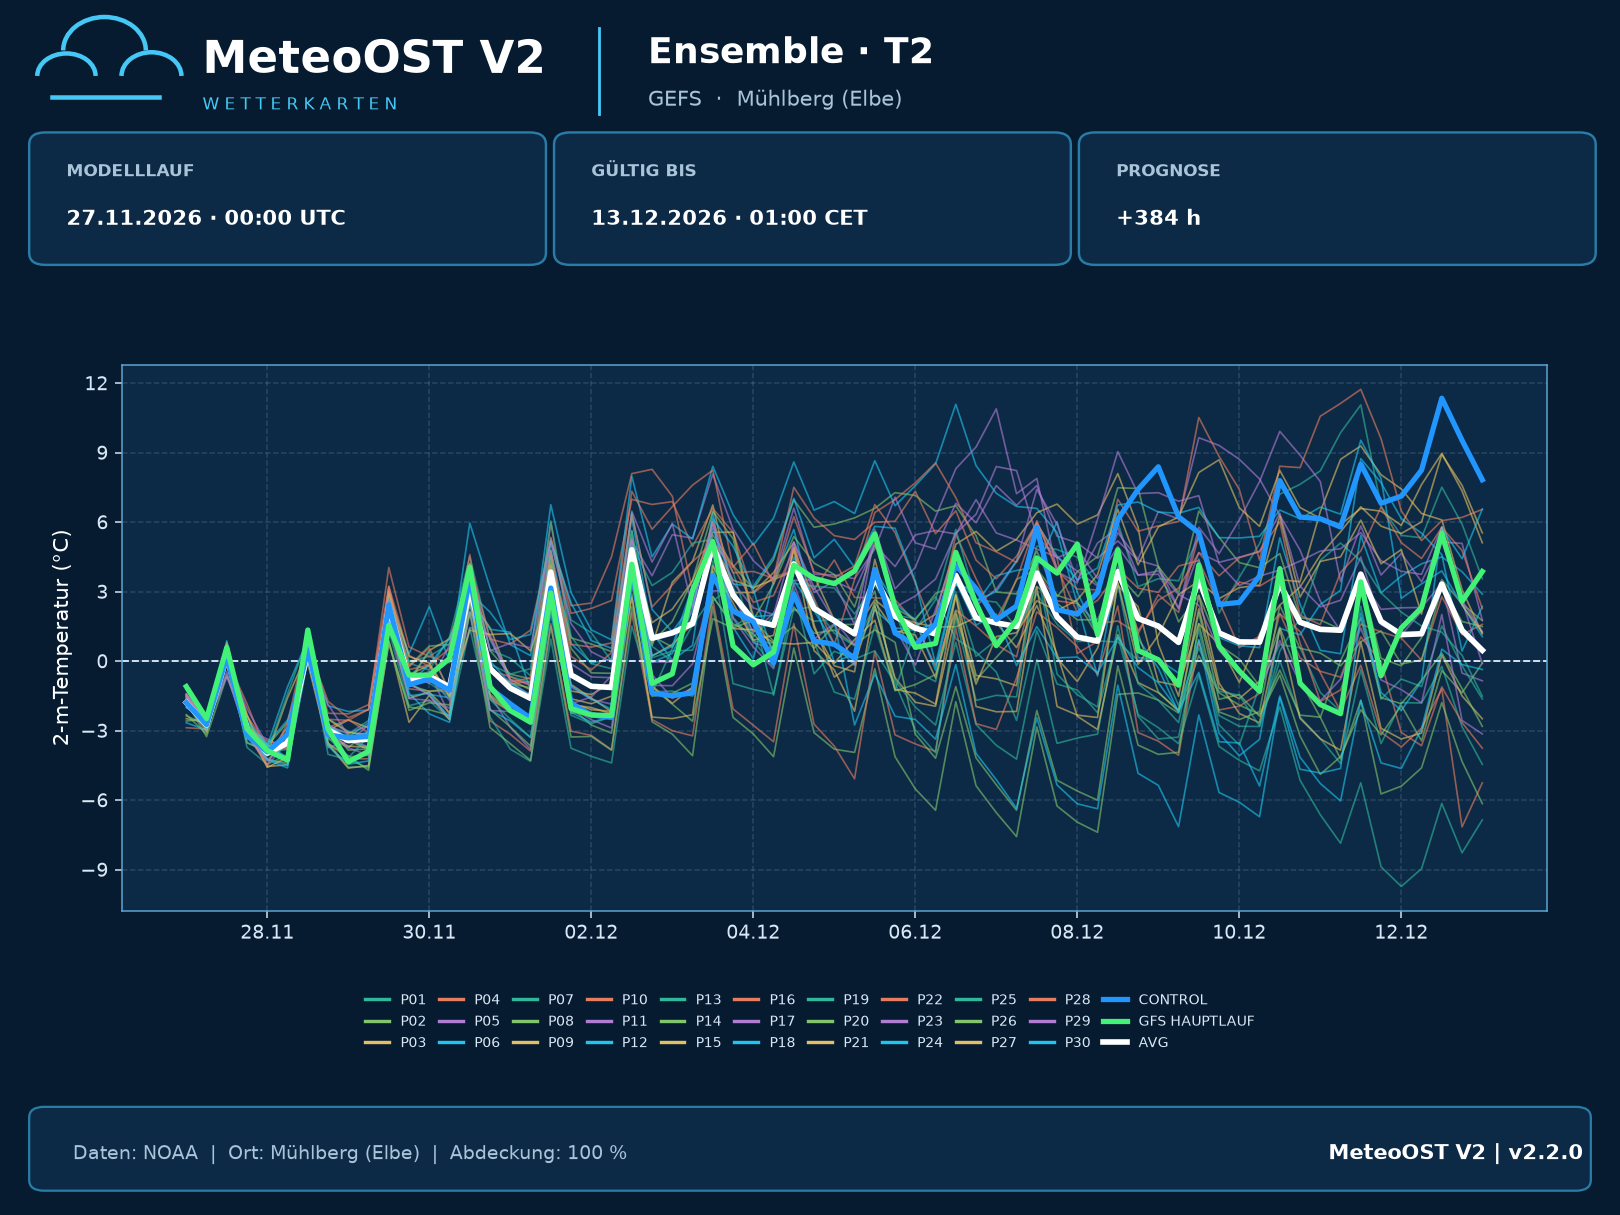 MeteoOST V2
WETTERKARTEN
Ensemble · T2
GEFS · Mühlberg (Elbe)
MODELLLAUF
27.11.2026 · 00:00 UTC
GÜLTIG BIS
13.12.2026 · 01:00 CET
PROGNOSE
+384 h
2-m-Temperatur (°C)
12
9
6
3
0
−3
−6
−9
28.11 30.11 02.12 04.12 06.12 08.12 10.12 12.12
P01 P04 P07 P10 P13 P16 P19 P22 P25 P28 CONTROL
P02 P05 P08 P11 P14 P17 P20 P23 P26 P29 GFS HAUPTLAUF
P03 P06 P09 P12 P15 P18 P21 P24 P27 P30 AVG
Daten: NOAA | Ort: Mühlberg (Elbe) | Abdeckung: 100 %
MeteoOST V2 | v2.2.0